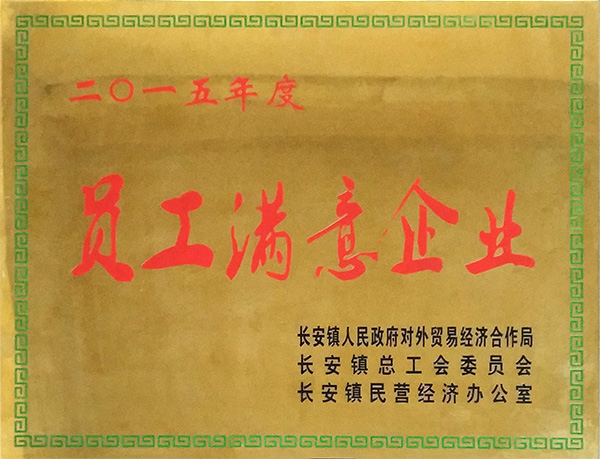 二〇一五年度
员工满意企业
长安镇人民政府对外贸易经济合作局
长安镇总工会委员会
长安镇民营经济办公室